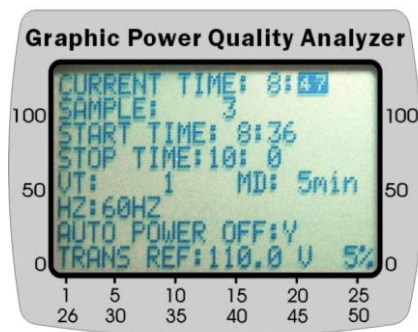 Graphic Power Quality Analyzer
CURRENT TIME: 8:47
SAMPLE: 3
START TIME: 8:36
STOP TIME:10: 0
VT: 1 MD: 5min
HZ:60HZ
AUTO POWER OFF:Y
TRANS REF:110.0 V 5%
100 100
50 50
0 0
1 5 10 15 20 25
26 30 35 40 45 50